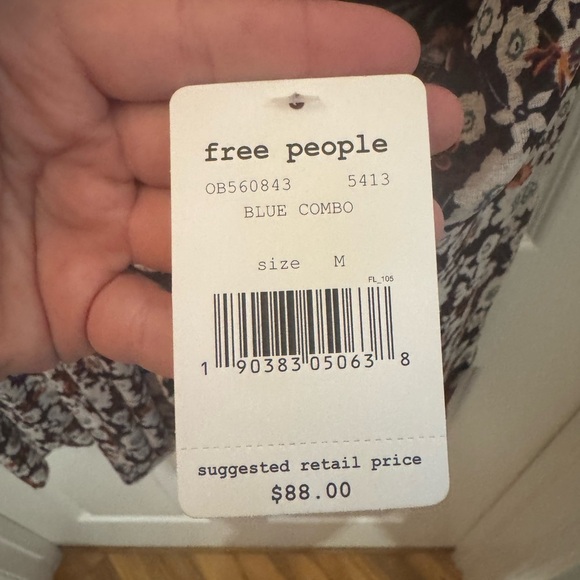 free people
OB560843 5413
BLUE COMBO
size M
FL_105
1 90383 05063 8
suggested retail price
$88.00